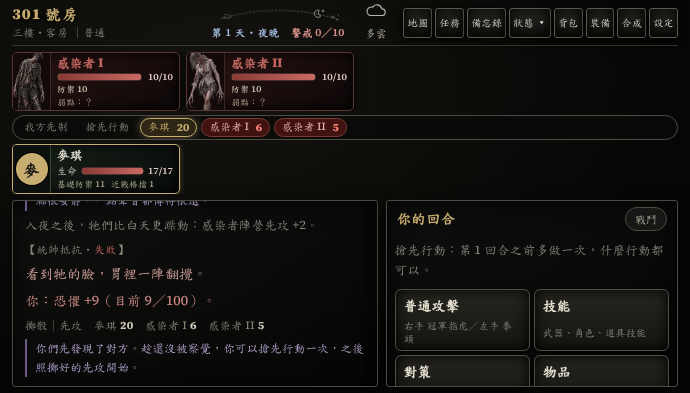 301 號房
三樓・客房｜普通
第 1 天・夜晚
警戒 0／10
多雲
地圖
任務
備忘錄
狀態 ▾
背包
裝備
合成
設定
感染者 I
10/10
防禦 10
弱點：？
感染者 II
10/10
防禦 10
弱點：？
我方先制
搶先行動
麥琪 20
感染者 I 6
感染者 II 5
麥
麥琪
生命 17/17
基礎防禦 11 近戰格擋 1
入夜之後，牠們比白天更躁動：感染者陣營先攻 +2。
【統帥抵抗・失敗】
看到牠的臉，胃裡一陣翻攪。
你：恐懼 +9（目前 9／100）。
擲骰｜先攻 麥琪 20 感染者 I 6 感染者 II 5
你們先發現了對方。趁還沒被察覺，你可以搶先行動一次，之後
照擲好的先攻開始。
你的回合
戰鬥
搶先行動：第 1 回合之前多做一次，什麼行動都
可以。
普通攻擊
右手 冠軍指虎／左手 拳
頭
技能
武器、角色、道具技能
對策
物品